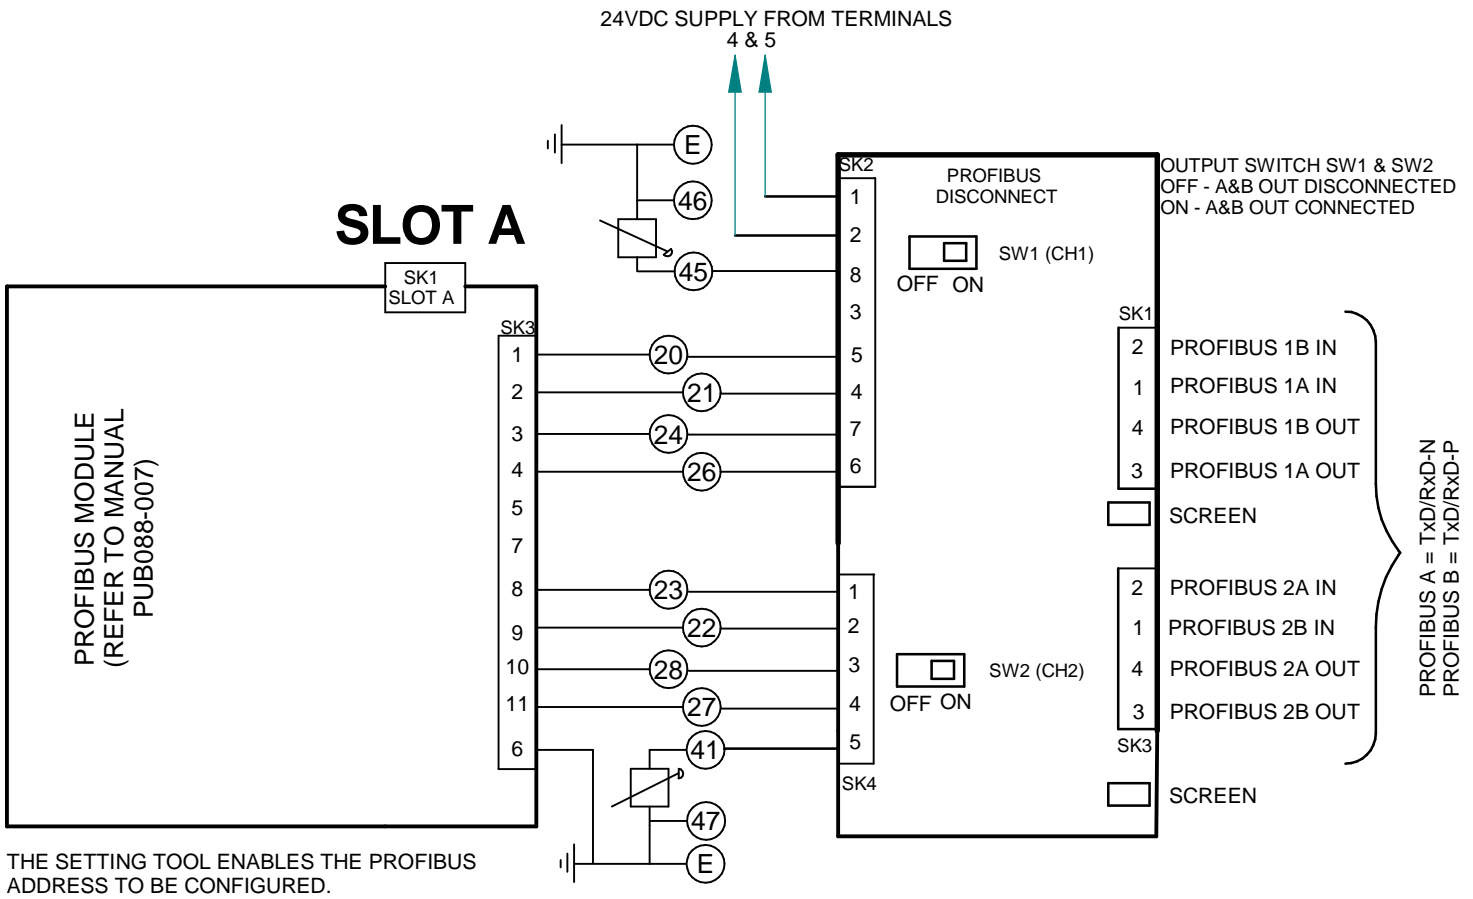 24VDC SUPPLY FROM TERMINALS
4 & 5
E
46
45
SLOT A
SK1
SLOT A
SK3
1
2
3
4
5
7
8
9
10
11
6
PROFIBUS MODULE
(REFER TO MANUAL
PUB088-007)
20
21
24
26
23
22
28
27
41
47
E
SK2
1
2
8
3
5
4
7
6
PROFIBUS
DISCONNECT
SW1 (CH1)
OFF ON
1
2
3
4
5
SK4
SW2 (CH2)
OFF ON
OUTPUT SWITCH SW1 & SW2
OFF - A&B OUT DISCONNECTED
ON - A&B OUT CONNECTED
SK1
2 PROFIBUS 1B IN
1 PROFIBUS 1A IN
4 PROFIBUS 1B OUT
3 PROFIBUS 1A OUT
SCREEN
2 PROFIBUS 2A IN
1 PROFIBUS 2B IN
4 PROFIBUS 2A OUT
3 PROFIBUS 2B OUT
SK3
SCREEN
PROFIBUS A = TxD/RxD-N
PROFIBUS B = TxD/RxD-P
THE SETTING TOOL ENABLES THE PROFIBUS
ADDRESS TO BE CONFIGURED.